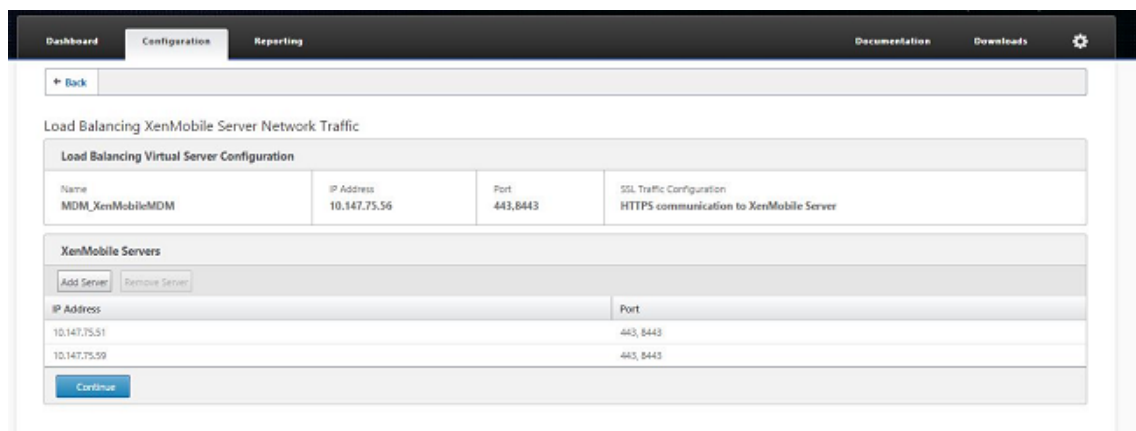 Dashboard Configuration Reporting Documentation Downloads
Back
Load Balancing XenMobile Server Network Traffic
Load Balancing Virtual Server Configuration
Name IP Address Port SSL Traffic Configuration
MDM_XenMobileMDM 10.147.75.56 443,8443 HTTPS communication to XenMobile Server
XenMobile Servers
Add Server Remove Server
IP Address Port
10.147.75.51 443, 8443
10.147.75.59 443, 8443
Continue